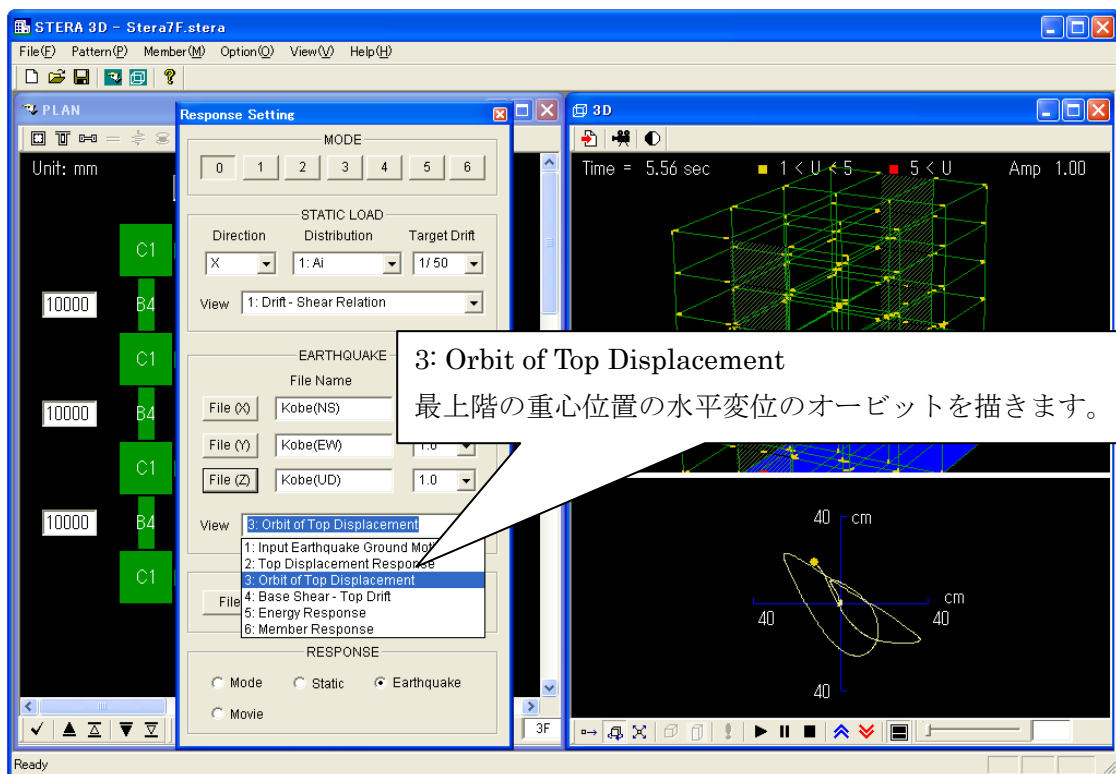 STERA 3D - Stera7F.stera
File(F) Pattern(P) Member(M) Option(O) View(V) Help(H)
PLAN
Unit: mm
C1
10000 B4
C1
10000 B4
C1
10000 B4
C1
3F
Response Setting
MODE
0 1 2 3 4 5 6
STATIC LOAD
Direction Distribution Target Drift
X 1: Ai 1/ 50
View 1: Drift - Shear Relation
EARTHQUAKE
File Name
File (X) Kobe(NS)
File (Y) Kobe(EW) 1.0
File (Z) Kobe(UD) 1.0
View 3: Orbit of Top Displacement
1: Input Earthquake Ground Mot
2: Top Displacement Response
3: Orbit of Top Displacement
4: Base Shear - Top Drift
5: Energy Response
6: Member Response
File
RESPONSE
Mode Static Earthquake
Movie
3: Orbit of Top Displacement
最上階の重心位置の水平変位のオービットを描きます。
3D
Time = 5.56 sec 1 < U < 5 5 < U Amp 1.00
40 cm
cm
40 40
40
Ready